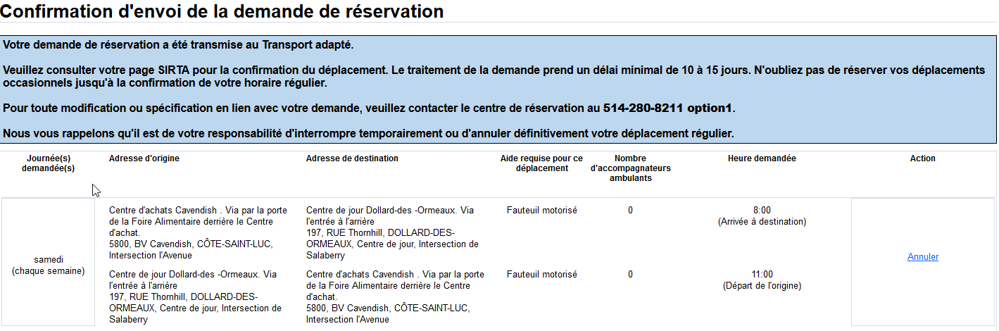 Confirmation d'envoi de la demande de réservation
Votre demande de réservation a été transmise au Transport adapté.
Veuillez consulter votre page SIRTA pour la confirmation du déplacement. Le traitement de la demande prend un délai minimal de 10 à 15 jours. N'oubliez pas de réserver vos déplacements
occasionnels jusqu'à la confirmation de votre horaire régulier.
Pour toute modification ou spécification en lien avec votre demande, veuillez contacter le centre de réservation au 514-280-8211 option1.
Nous vous rappelons qu'il est de votre responsabilité d'interrompre temporairement ou d'annuler définitivement votre déplacement régulier.
Journée(s)
demandée(s)
Adresse d'origine
Adresse de destination
Aide requise pour ce
déplacement
Nombre
d'accompagnateurs
ambulants
Heure demandée
Action
samedi
(chaque semaine)
Centre d'achats Cavendish . Via par la porte
de la Foire Alimentaire derrière le Centre
d'achat.
5800, BV Cavendish, CÔTE-SAINT-LUC,
Intersection l'Avenue
Centre de jour Dollard-des -Ormeaux. Via
l'entrée à l'arrière
197, RUE Thornhill, DOLLARD-DES-
ORMEAUX, Centre de jour, Intersection de
Salaberry
Fauteuil motorisé
0
8:00
(Arrivée à destination)
Annuler
Centre de jour Dollard-des -Ormeaux. Via
l'entrée à l'arrière
197, RUE Thornhill, DOLLARD-DES-
ORMEAUX, Centre de jour, Intersection de
Salaberry
Centre d'achats Cavendish . Via par la porte
de la Foire Alimentaire derrière le Centre
d'achat.
5800, BV Cavendish, CÔTE-SAINT-LUC,
Intersection l'Avenue
Fauteuil motorisé
0
11:00
(Départ de l'origine)